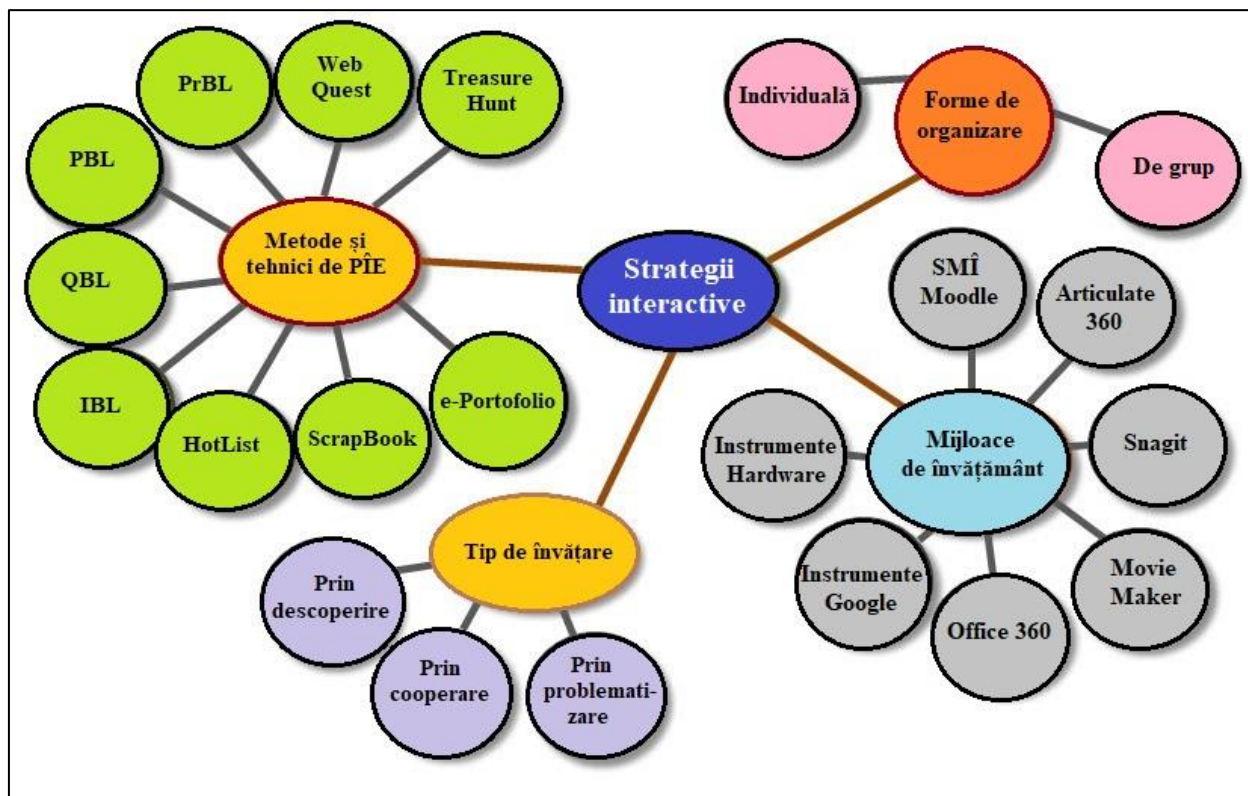 PrBL
Web
Quest
Treasure
Hunt
PBL
QBL
IBL
HotList
ScrapBook
e-Portofolio
Metode și
tehnici de PÎE
Strategii
interactive
Individuală
Forme de
organizare
De grup
SMÎ
Moodle
Articulate
360
Instrumente
Hardware
Mijloace
de învățământ
Snagit
Instrumente
Google
Office 360
Movie
Maker
Tip de învățare
Prin
descoperire
Prin
cooperare
Prin
problemati-
zare